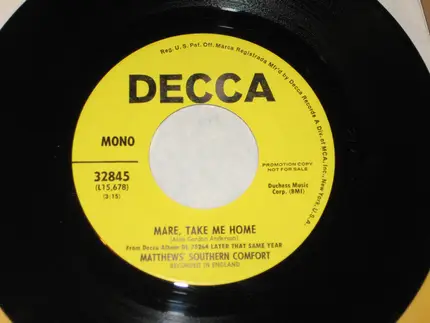 Reg. U.S. Pat. Off. Marca Registrada Mfr'd by Decca Records A Div. of MCA, Inc., New York, U.S.A.
DECCA
MONO
32845
(L15,678)
(3:15)
PROMOTION COPY
NOT FOR SALE
Duchess Music
Corp. (BMI)
MARE, TAKE ME HOME
(Alan Gordon Anderson)
From Decca Album DL 75264 LATER THAT SAME YEAR
MATTHEWS' SOUTHERN COMFORT
RECORDED IN ENGLAND